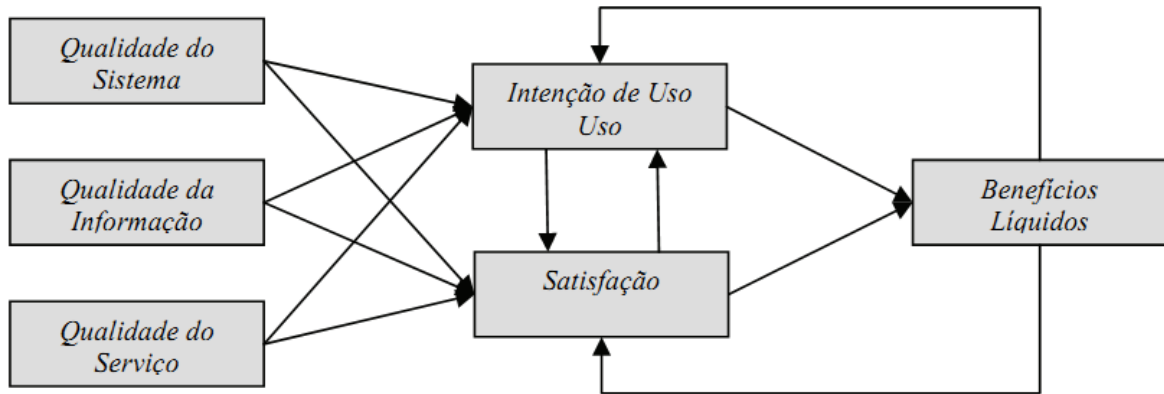 Qualidade do
Sistema
Qualidade da
Informação
Qualidade do
Serviço
Intenção de Uso
Uso
Satisfação
Benefícios
Líquidos